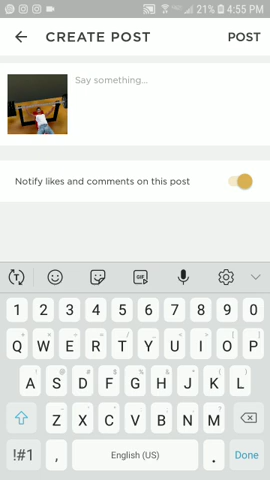 21% 4:55 PM
CREATE POST POST
Say something...
Notify likes and comments on this post
T GIF
1 2 3 4 5 6 7 8 9 0
Q W E R T Y U I O P
A S D F G H J K L
Z X C V B N M
!#1 , English (US) . Done